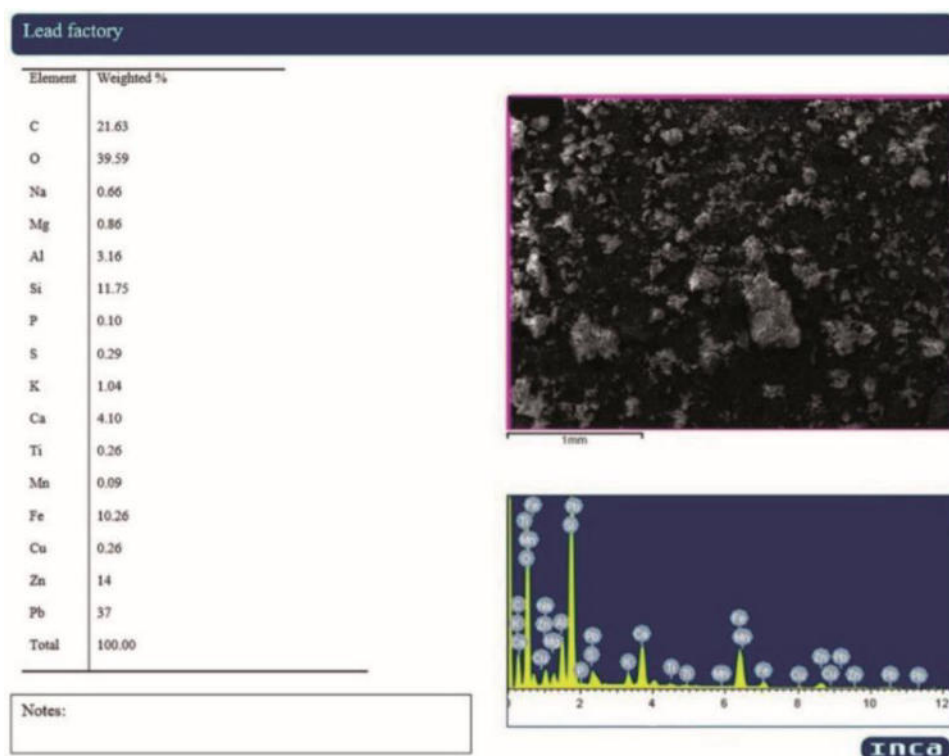 Lead factory
Element Weighted %
C 21.63
O 39.59
Na 0.66
Mg 0.86
Al 3.16
Si 11.75
P 0.10
S 0.29
K 1.04
Ca 4.10
Ti 0.26
Mn 0.09
Fe 10.26
Cu 0.26
Zn 14
Pb 37
Total 100.00
1mm
2 4 6 8 10 12
Notes:
INCA